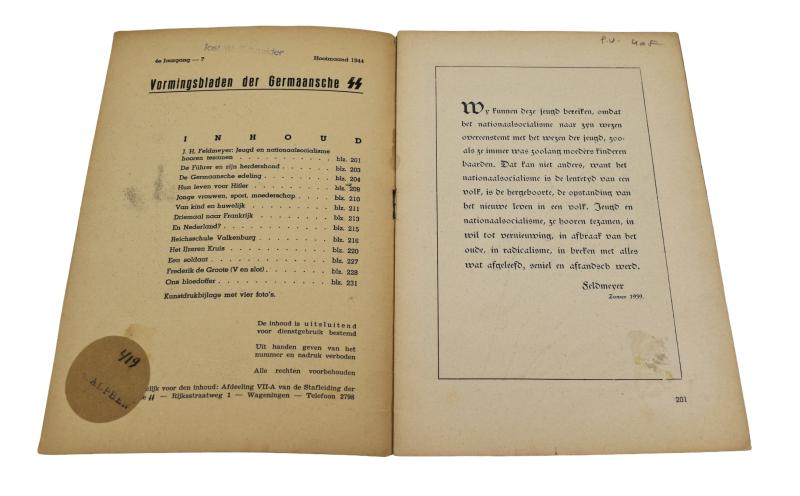 4e Jaargang — 7 Hooimaand 1944
Vormingsbladen der Germaansche SS
INHOUD
J. H. Feldmeyer: Jeugd en nationaalsocialisme
hooren tezamen . . . . . . . . . . . . blz. 201
De Führer en zijn herdershond . . . . . . blz. 203
De Germaansche edeling . . . . . . . . . blz. 204
Hun leven voor Hitler . . . . . . . . . . blz. 209
Jonge vrouwen, sport, moederschap . . . . blz. 210
Van kind en huwelijk . . . . . . . . . . blz. 211
Driemaal naar Frankrijk . . . . . . . . . blz. 213
En Nederland? . . . . . . . . . . . . . blz. 215
Reichsschule Valkenburg . . . . . . . . . blz. 216
Het IJzeren Kruis . . . . . . . . . . . . blz. 220
Een soldaat . . . . . . . . . . . . . . blz. 227
Frederik de Groote (V en slot) . . . . . . blz. 228
Ons bloedoffer . . . . . . . . . . . . . blz. 231
Kunstdrukbijlage met vier foto's.
De inhoud is uitsluitend
voor dienstgebruik bestemd
Uit handen geven van het
nummer en nadruk verboden
Alle rechten voorbehouden
419
lijk voor den inhoud: Afdeeling VII-A van de Stafleiding der
e SS — Rijksstraatweg 1 — Wageningen — Telefoon 2798
Wy kunnen deze jeugd bereiken, omdat
het nationaalsocialisme naar zyn wezen
overeenstemt met het wezen der jeugd, zoo-
als ze immer was zoolang moeders kinderen
baarden. Dat kan niet anders, want het
nationaalsocialisme is de lentetyd van een
volk, is de hergeboorte, de opstanding van
het nieuwe leven in een volk. Jeugd en
nationaalsocialisme, ze hooren tezamen, in
wil tot vernieuwing, in afbraak van het
oude, in radicalisme, in breken met alles
wat afgeleefd, seniel en aftandsch werd.
Feldmeyer
Zomer 1939.
201